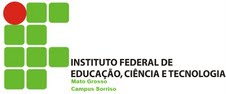 INSTITUTO FEDERAL DE
EDUCAÇÃO, CIÊNCIA E TECNOLOGIA
Mato Grosso
Campus Sorriso